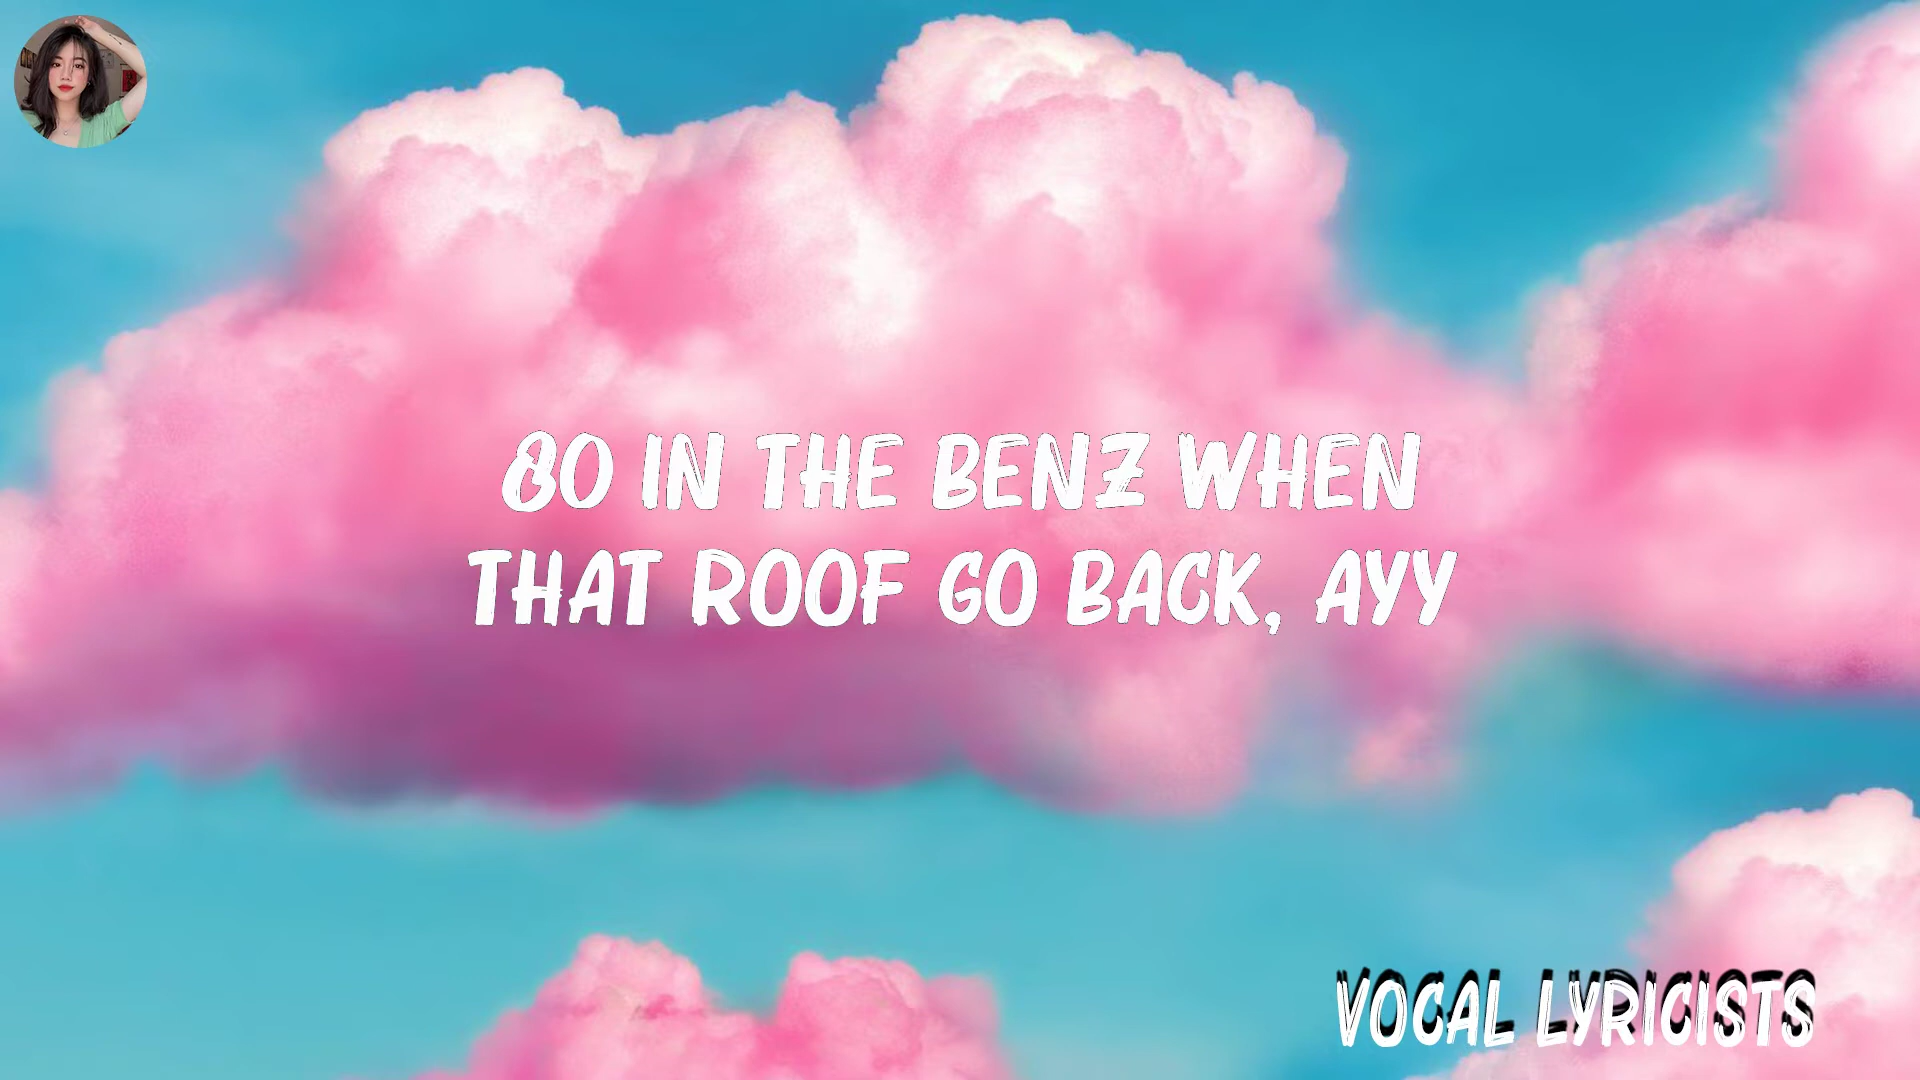 80 IN THE BENZ WHEN
THAT ROOF GO BACK, AYY
VOCAL LYRICISTS